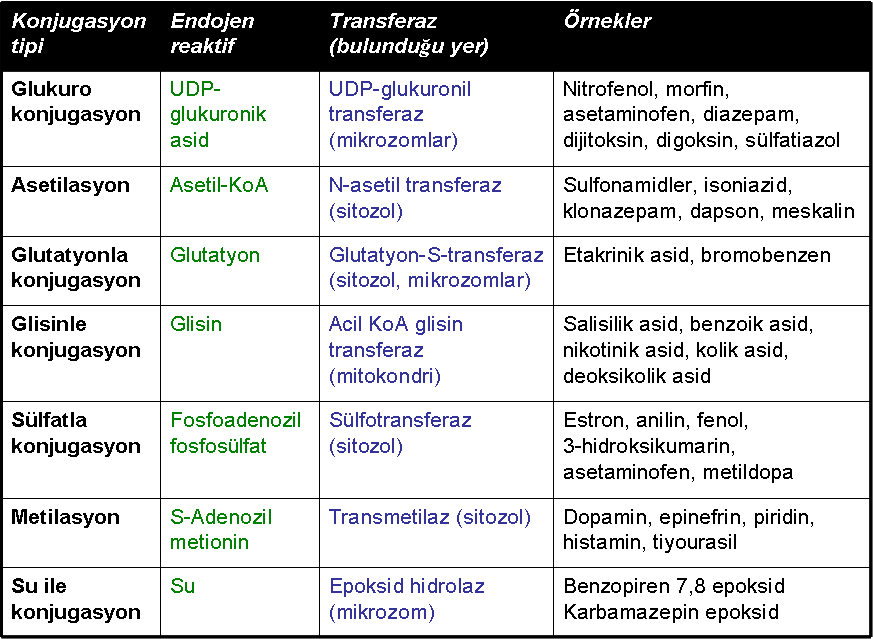 Konjugasyon tipi
Endojen reaktif
Transferaz (bulunduğu yer)
Örnekler
Glukuro
konjugasyon
UDP-
glukuronik
asid
UDP-glukuronil
transferaz
(mikrozomlar)
Nitrofenol, morfin,
asetaminofen, diazepam,
dijitoksin, digoksin, sülfatiazol
Asetilasyon
Asetil-KoA
N-asetil transferaz
(sitozol)
Sulfonamidler, isoniazid,
klonazepam, dapson, meskalin
Glutatyonla
konjugasyon
Glutatyon
Glutatyon-S-transferaz
(sitozol, mikrozomlar)
Etakrinik asid, bromobenzen
Glisinle
konjugasyon
Glisin
Acil KoA glisin
transferaz
(mitokondri)
Salisilik asid, benzoik asid,
nikotinik asid, kolik asid,
deoksikolik asid
Sülfatla
konjugasyon
Fosfoadenozil
fosfosülfat
Sülfotransferaz
(sitozol)
Estron, anilin, fenol,
3-hidroksikumarin,
asetaminofen, metildopa
Metilasyon
S-Adenozil
metionin
Transmetilaz (sitozol)
Dopamin, epinefrin, piridin,
histamin, tiyourasil
Su ile
konjugasyon
Su
Epoksid hidrolaz
(mikrozom)
Benzopiren 7,8 epoksid
Karbamazepin epoksid